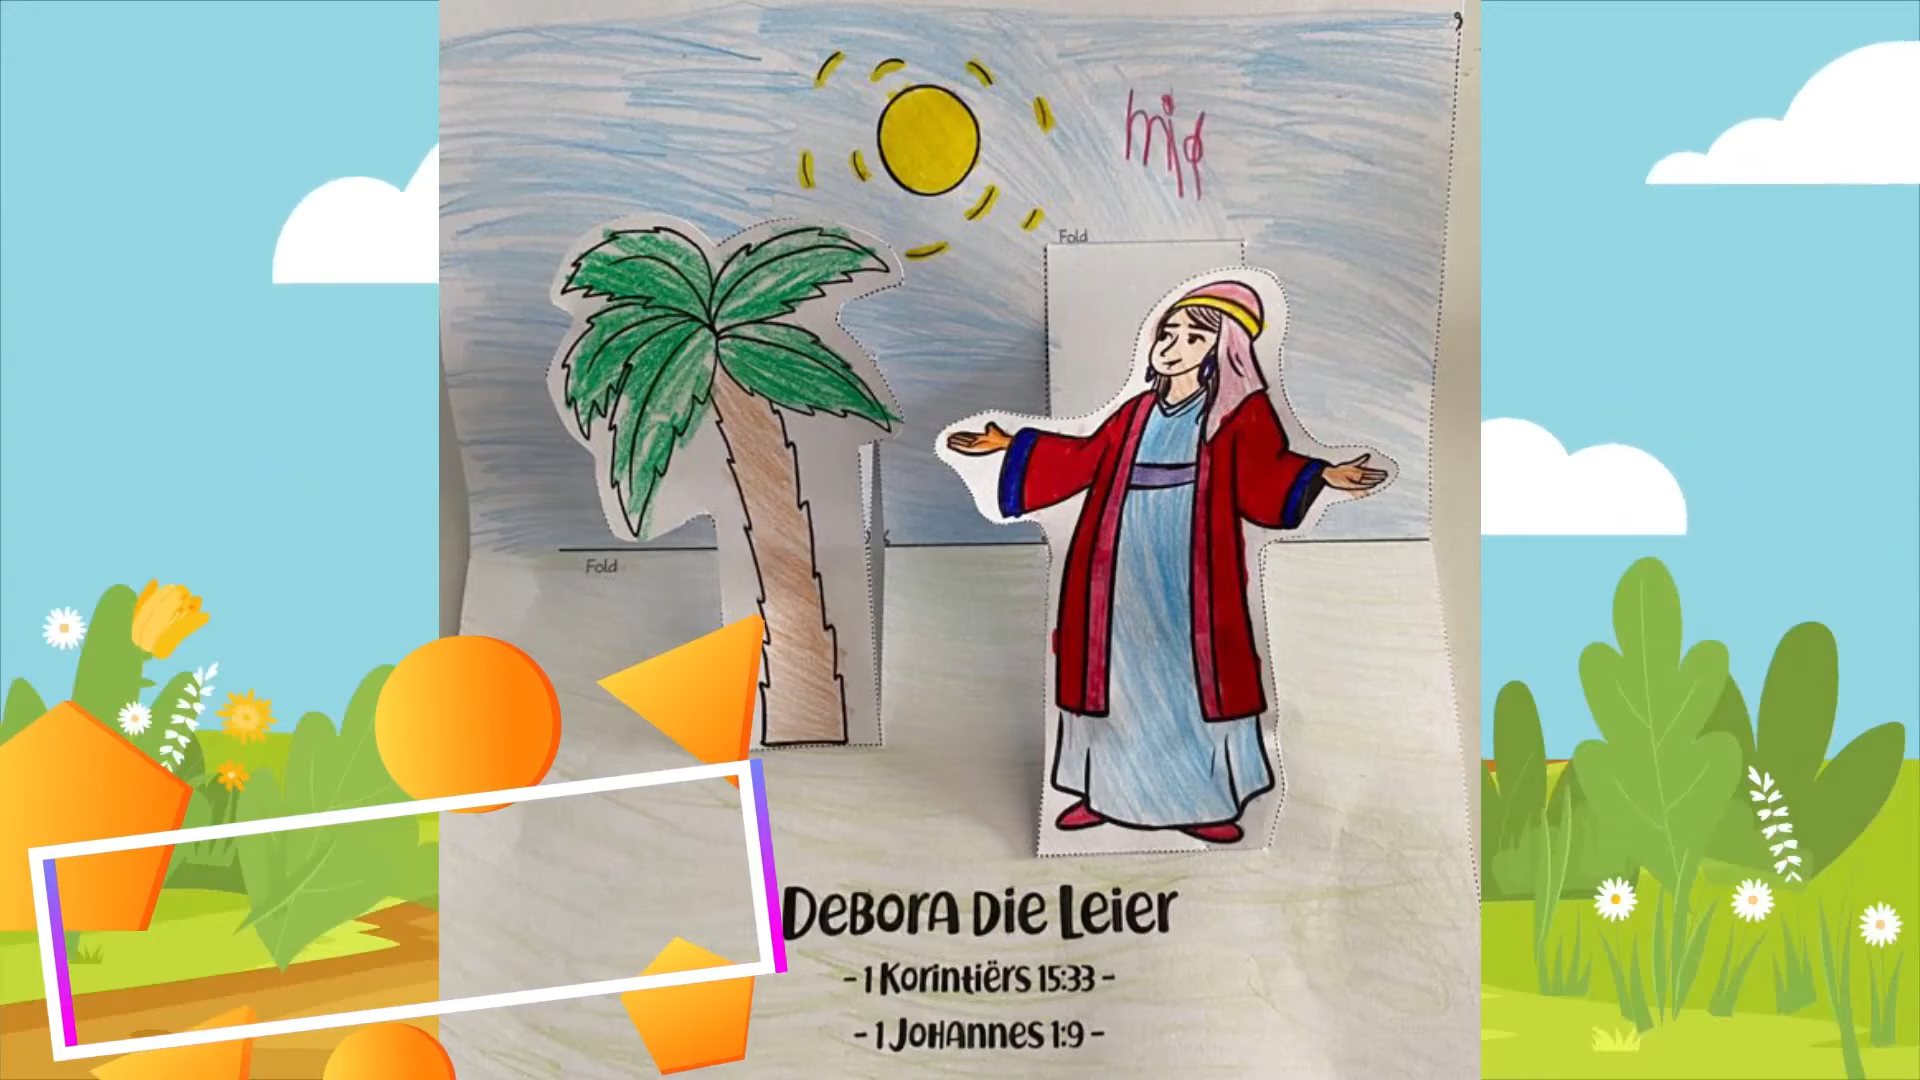 Fold
Fold
Debora die Leier
- 1 Korintiërs 15:33 -
- 1 Johannes 1:9 -